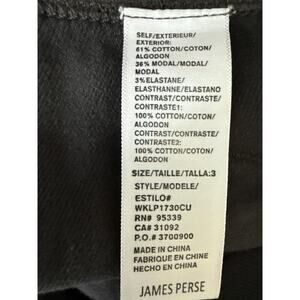 SELF/EXTERIEUR/
EXTERIOR:
61% COTTON/COTON/
ALGODON
36% MODAL/MODAL/
MODAL
3% ELASTANE/
ELASTHANNE/ELASTANO
CONTRAST/CONTRASTE/
CONTRASTE1:
100% COTTON/COTON/
ALGODON
CONTRAST/CONTRASTE/
CONTRASTE2:
100% COTTON/COTON/
ALGODON
SIZE/TAILLE/TALLA:3
STYLE/MODELE/
ESTILO#
WKLP1730CU
RN# 95339
CA# 31092
P.O.# 3700900
MADE IN CHINA
FABRIQUE EN CHINE
HECHO EN CHINA
JAMES PERSE